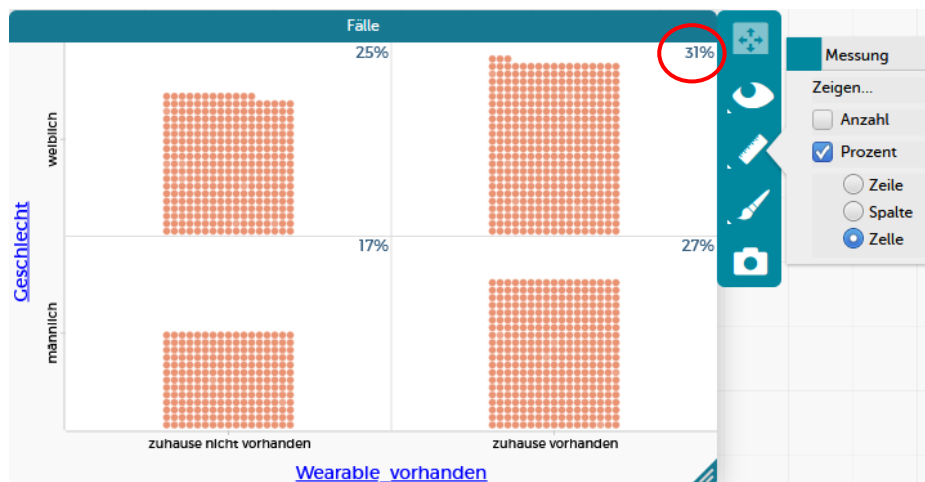 Fälle
25%
31%
weiblich
17%
27%
männlich
Geschlecht
zuhause nicht vorhanden
zuhause vorhanden
Wearable_vorhanden
Messung
Zeigen...
Anzahl
Prozent
Zeile
Spalte
Zelle